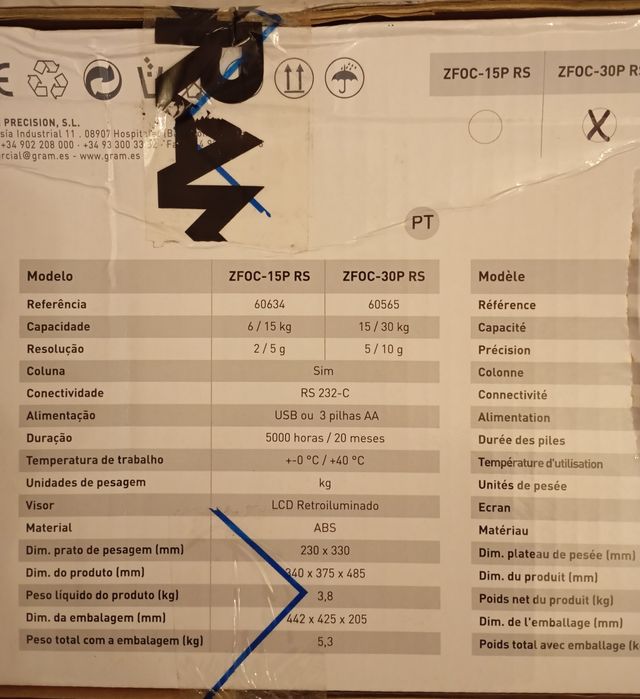 ZFOC-15P RS ZFOC-30P RS
PRECISION, S.L.
Industrial 11 . 08907
+34 902 208 000 · +34 93 300 33
@gram.es - www.gram.es
PT
Modelo ZFOC-15P RS ZFOC-30P RS
Referência 60634 60565
Capacidade 6 / 15 kg 15 / 30 kg
Resolução 2 / 5 g 5 / 10 g
Coluna Sim
Conectividade RS 232-C
Alimentação USB ou 3 pilhas AA
Duração 5000 horas / 20 meses
Temperatura de trabalho +-0 °C / +40 °C
Unidades de pesagem kg
Visor LCD Retroiluminado
Material ABS
Dim. prato de pesagem (mm) 230 x 330
Dim. do produto (mm) 340 x 375 x 485
Peso líquido do produto (kg) 3,8
Dim. da embalagem (mm) 442 x 425 x 205
Peso total com a embalagem (kg) 5,3
Modèle
Référence
Capacité
Précision
Colonne
Connectivité
Alimentation
Durée des piles
Température d'utilisation
Unités de pesée
Ecran
Matériau
Dim. plateau de pesée (mm)
Dim. du produit (mm)
Poids net du produit (kg)
Dim. de l'emballage (mm)
Poids total avec emballage (k